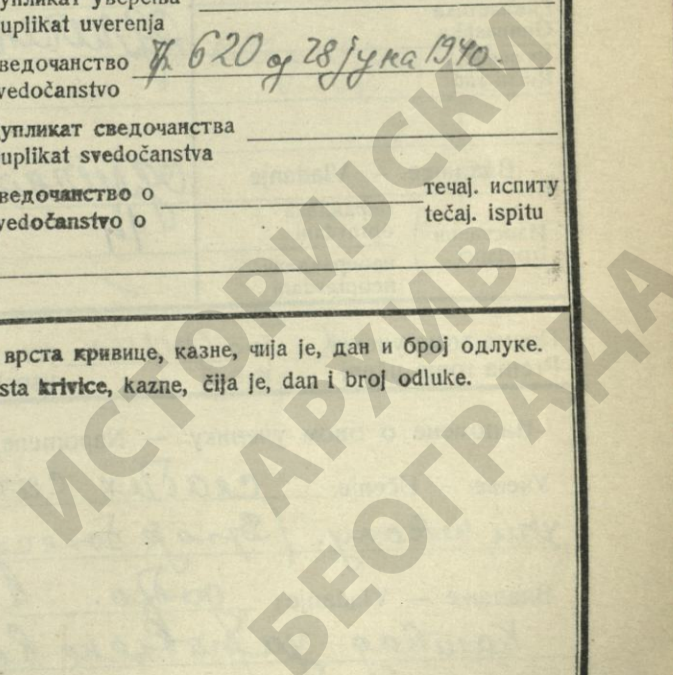 упликат уверења
uplikat uverenja
ведочанство № 620 од 28 јуна 1940.
vedočanstvo
упликат сведочанства
uplikat svedočanstva
ведочанство о течај. испиту
vedočanstvo o tečaj. ispitu
врста кривице, казне, чија је, дан и број одлуке.
sta krivice, kazne, čija je, dan i broj odluke.
ИСТОРИЈСКИ
АРХИВ
БЕОГРАДА